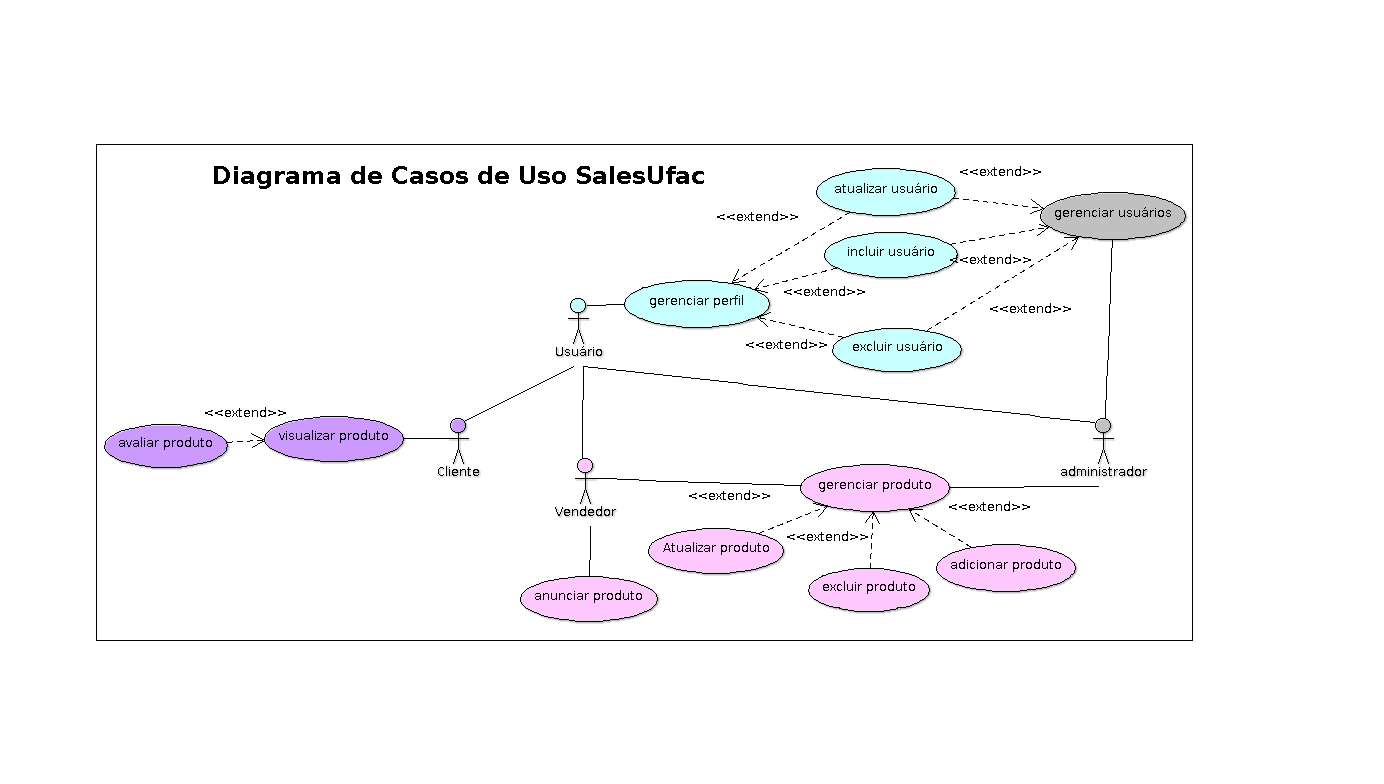 Diagrama de Casos de Uso SalesUfac
<<extend>>
atualizar usuário
gerenciar usuários
<<extend>>
incluir usuário
<<extend>>
<<extend>>
gerenciar perfil
<<extend>>
<<extend>>
excluir usuário
Usuário
<<extend>>
avaliar produto
visualizar produto
Cliente
administrador
gerenciar produto
<<extend>>
Vendedor
<<extend>>
<<extend>>
Atualizar produto
adicionar produto
excluir produto
anunciar produto